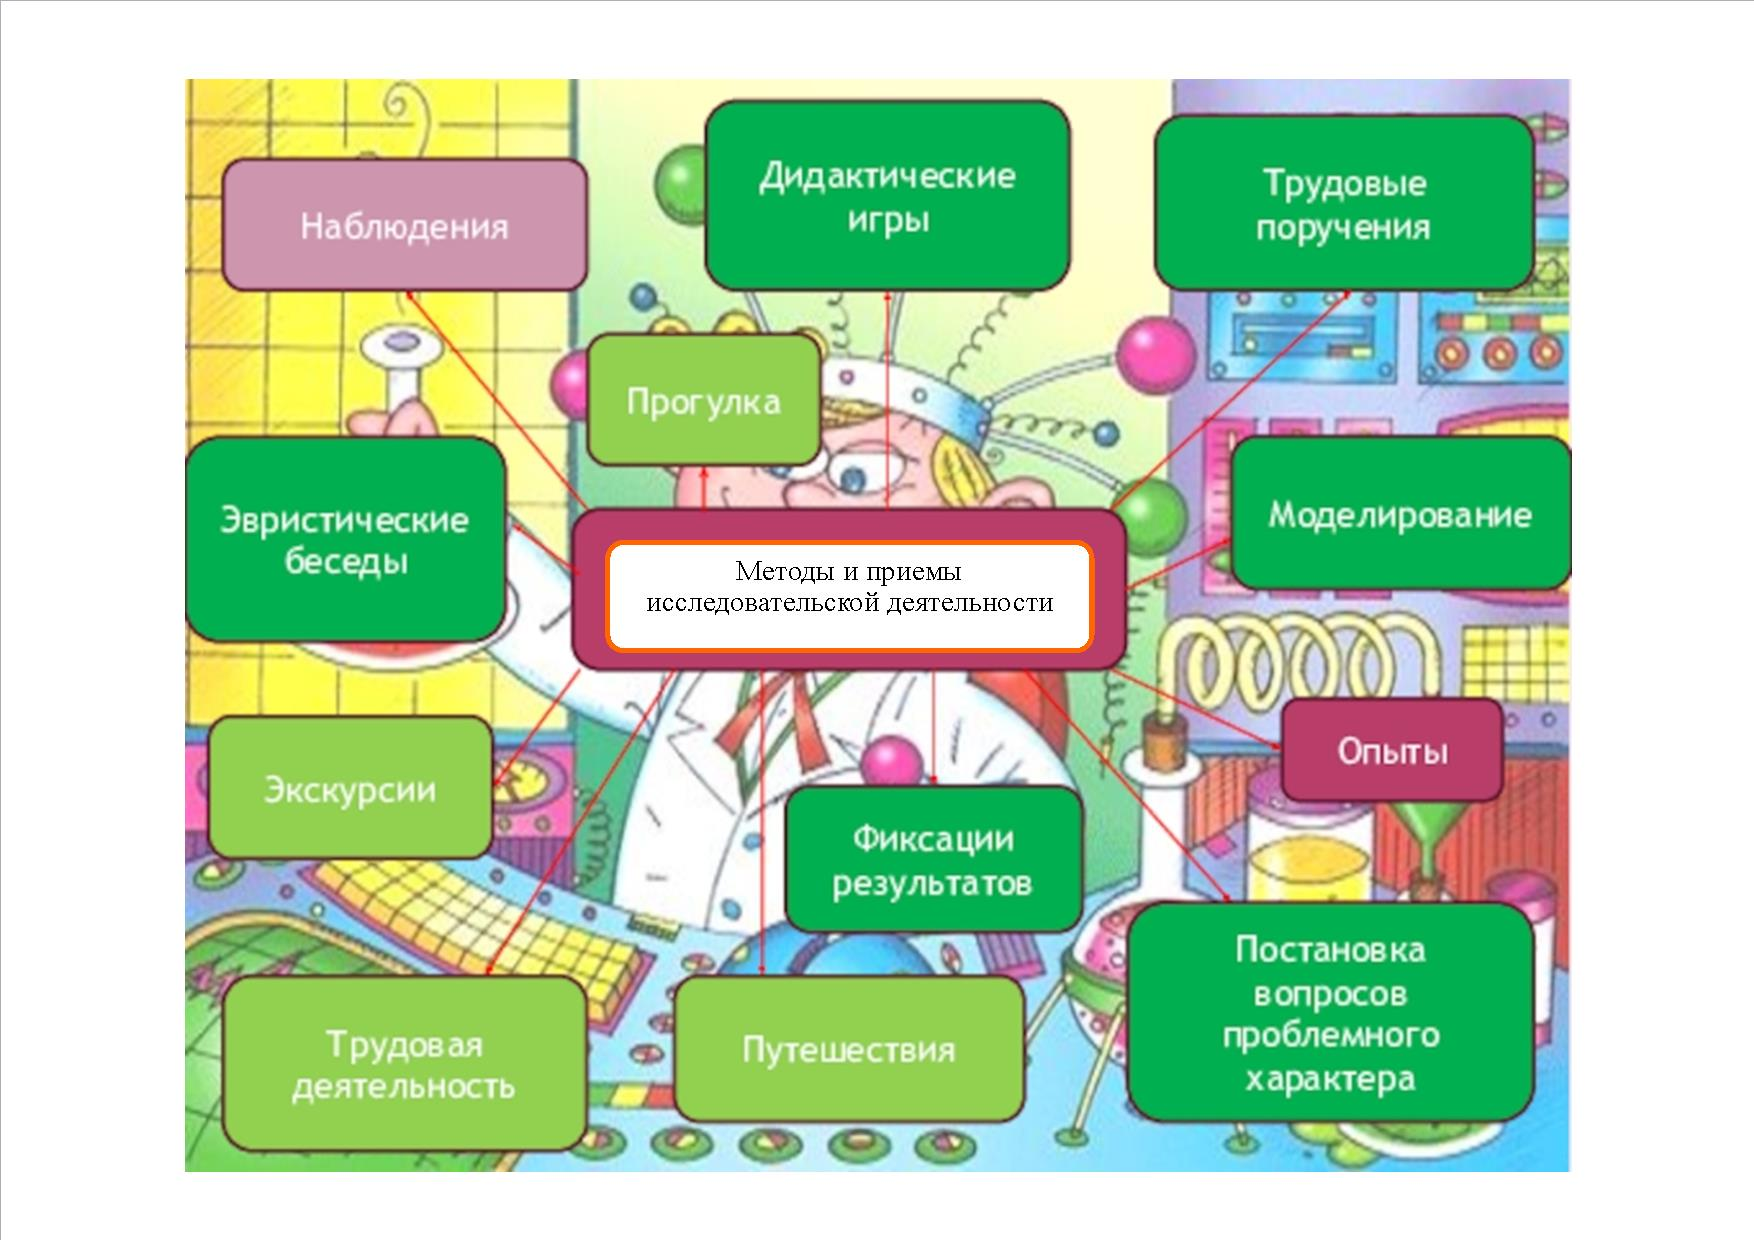 Наблюдения
Дидактические
игры
Трудовые
поручения
Прогулка
Эвристические
беседы
Моделирование
Методы и приемы
исследовательской деятельности
Экскурсии
Опыты
Фиксации
результатов
Трудовая
деятельность
Путешествия
Постановка
вопросов
проблемного
характера